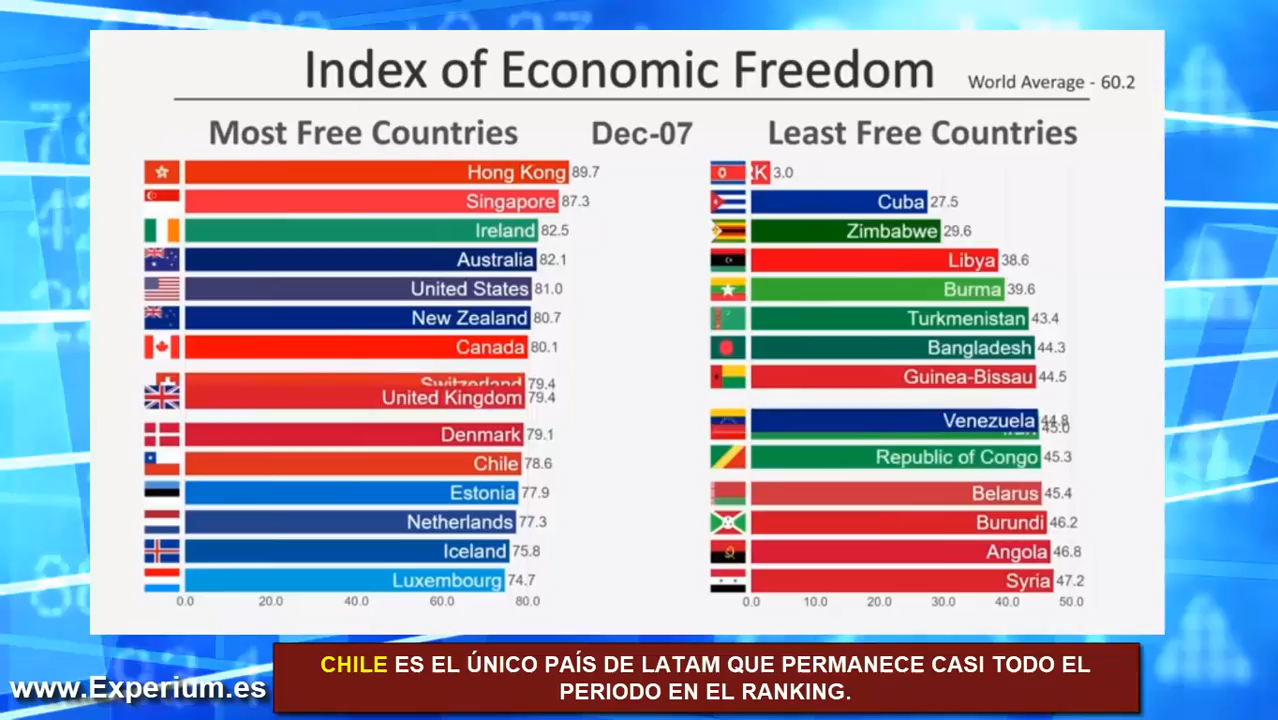 Index of Economic Freedom
World Average - 60.2
Most Free Countries
Dec-07
Least Free Countries
Hong Kong 89.7
Singapore 87.3
Ireland 82.5
Australia 82.1
United States 81.0
New Zealand 80.7
Canada 80.1
Switzerland 79.4
United Kingdom 79.4
Denmark 79.1
Chile 78.6
Estonia 77.9
Netherlands 77.3
Iceland 75.8
Luxembourg 74.7
0.0 20.0 40.0 60.0 80.0
RK 3.0
Cuba 27.5
Zimbabwe 29.6
Libya 38.6
Burma 39.6
Turkmenistan 43.4
Bangladesh 44.3
Guinea-Bissau 44.5
Venezuela 44.8
45.0
Republic of Congo 45.3
Belarus 45.4
Burundi 46.2
Angola 46.8
Syria 47.2
0.0 10.0 20.0 30.0 40.0 50.0
www.Experium.es
CHILE ES EL ÚNICO PAÍS DE LATAM QUE PERMANECE CASI TODO EL
PERIODO EN EL RANKING.